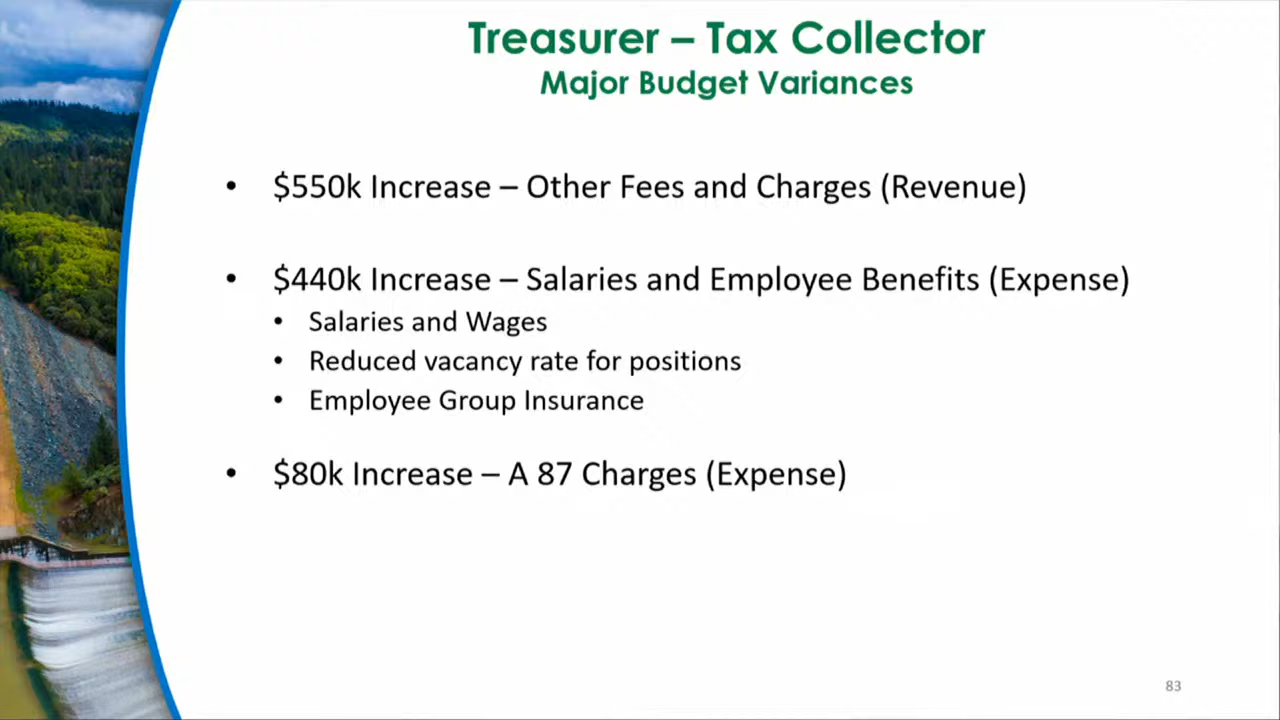 Treasurer – Tax Collector
Major Budget Variances
• $550k Increase – Other Fees and Charges (Revenue)
• $440k Increase – Salaries and Employee Benefits (Expense)
• Salaries and Wages
• Reduced vacancy rate for positions
• Employee Group Insurance
• $80k Increase – A 87 Charges (Expense)
83